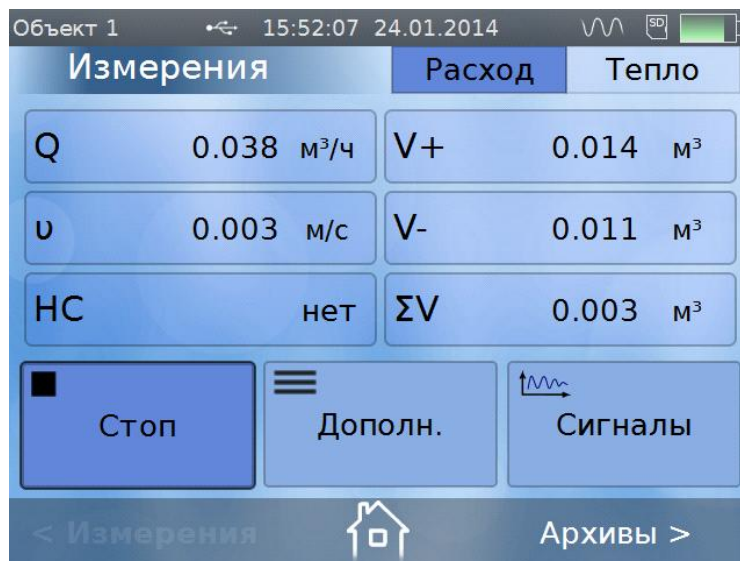 Объект 1 15:52:07 24.01.2014 SD
Измерения Расход Тепло
Q 0.038 м³/ч V+ 0.014 м³
υ 0.003 м/с V- 0.011 м³
НС нет ΣV 0.003 м³
Стоп Дополн. Сигналы
< Измерения Архивы >